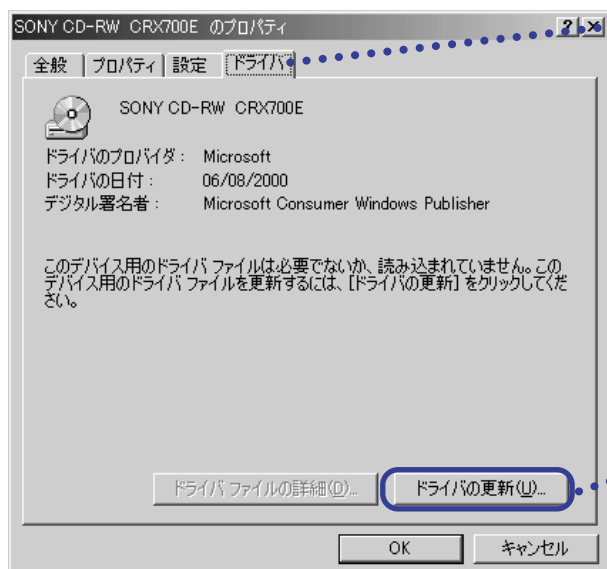 SONY CD-RW CRX700E のプロパティ
全般 プロパティ 設定 ドライバ
SONY CD-RW CRX700E
ドライバのプロバイダ： Microsoft
ドライバの日付： 06/08/2000
デジタル署名者： Microsoft Consumer Windows Publisher
このデバイス用のドライバ ファイルは必要でないか、読み込まれていません。この
デバイス用のドライバ ファイルを更新するには、[ドライバの更新] をクリックしてくだ
さい。
ドライバ ファイルの詳細(D)... ドライバの更新(U)...
OK キャンセル